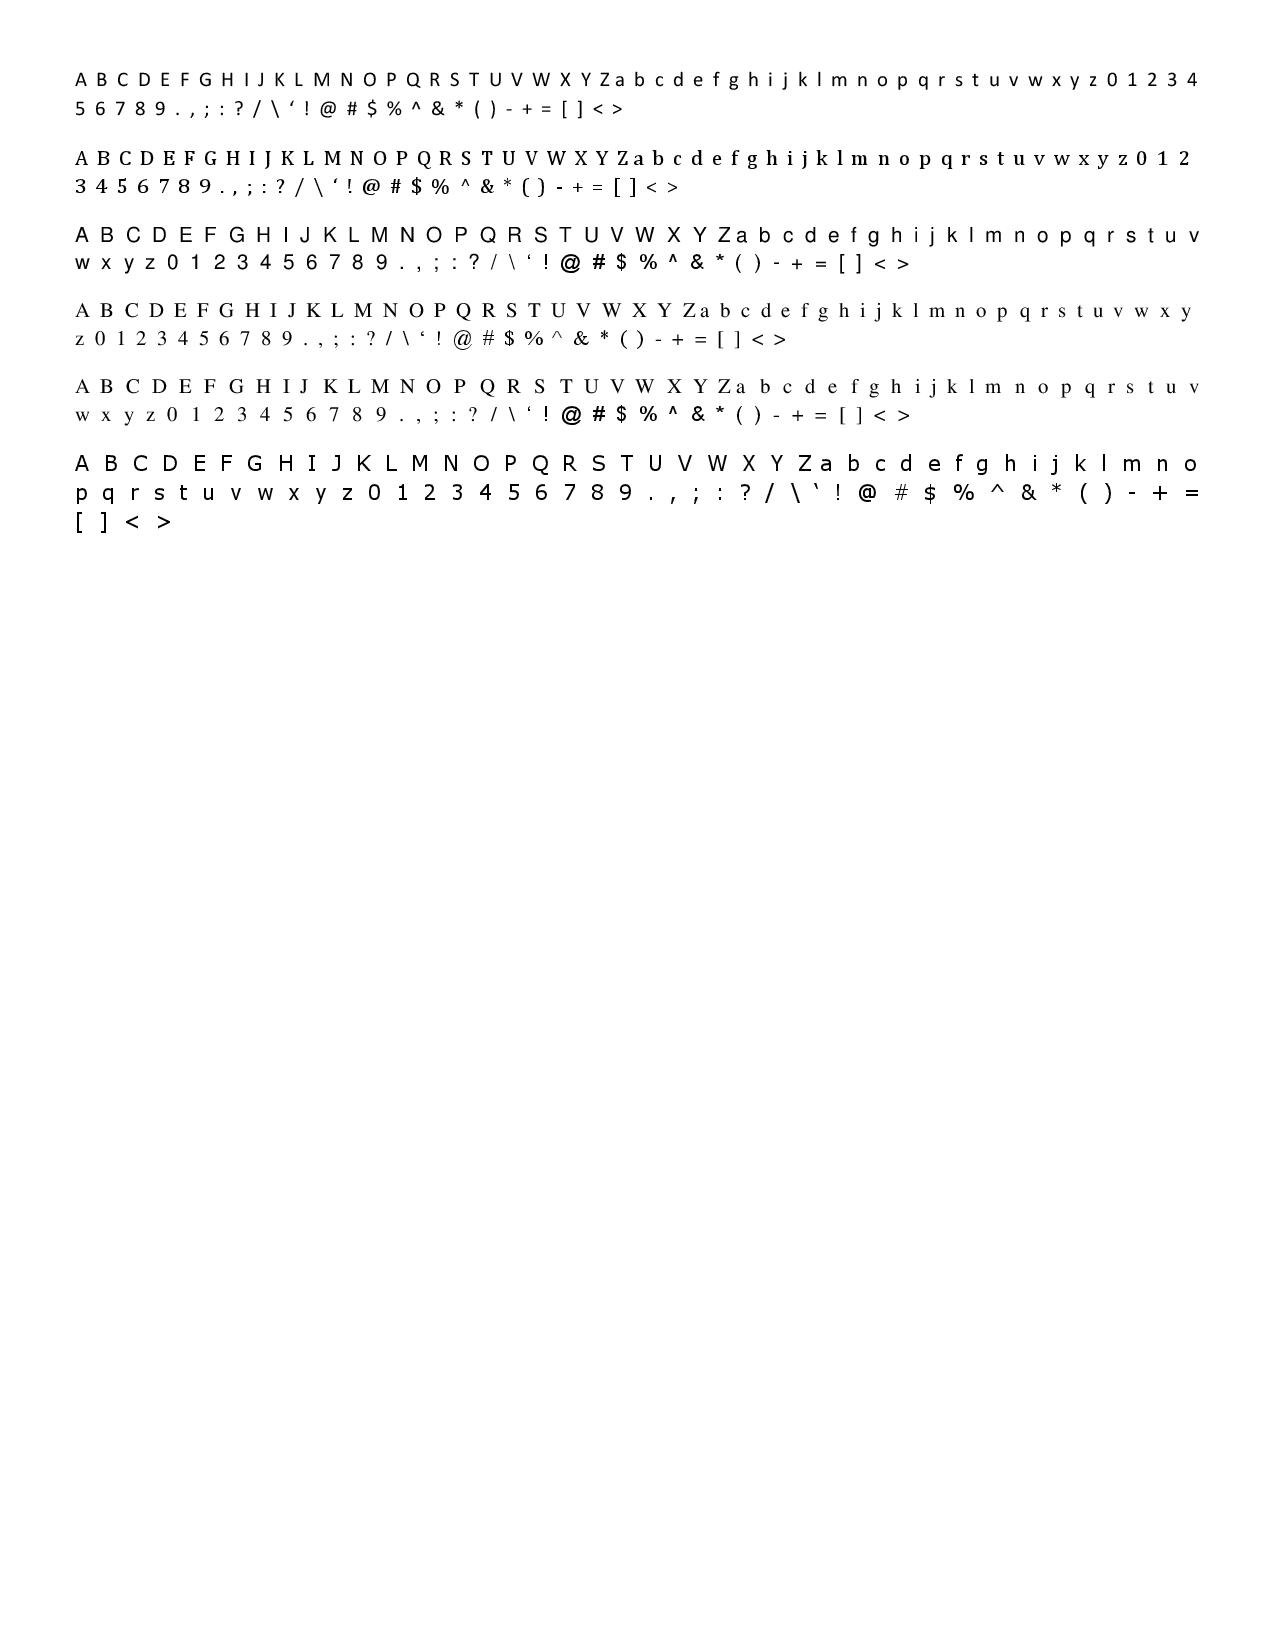 A B C D E F G H I J K L M N O P Q R S T U V W X Y Z a b c d e f g h i j k l m n o p q r s t u v w x y z 0 1 2 3 4
5 6 7 8 9 . , ; : ? / \ ‘ ! @ # $ % ^ & * ( ) - + = [ ] < >
A B C D E F G H I J K L M N O P Q R S T U V W X Y Z a b c d e f g h i j k l m n o p q r s t u v w x y z 0 1 2
3 4 5 6 7 8 9 . , ; : ? / \ ‘ ! @ # $ % ^ & * ( ) - + = [ ] < >
A B C D E F G H I J K L M N O P Q R S T U V W X Y Z a b c d e f g h i j k l m n o p q r s t u v
w x y z 0 1 2 3 4 5 6 7 8 9 . , ; : ? / \ ‘ ! @ # $ % ^ & * ( ) - + = [ ] < >
A B C D E F G H I J K L M N O P Q R S T U V W X Y Z a b c d e f g h i j k l m n o p q r s t u v w x y
z 0 1 2 3 4 5 6 7 8 9 . , ; : ? / \ ‘ ! @ # $ % ^ & * ( ) - + = [ ] < >
A B C D E F G H I J K L M N O P Q R S T U V W X Y Z a b c d e f g h i j k l m n o p q r s t u v
w x y z 0 1 2 3 4 5 6 7 8 9 . , ; : ? / \ ‘ ! @ # $ % ^ & * ( ) - + = [ ] < >
A B C D E F G H I J K L M N O P Q R S T U V W X Y Z a b c d e f g h i j k l m n o
p q r s t u v w x y z 0 1 2 3 4 5 6 7 8 9 . , ; : ? / \ ‘ ! @ # $ % ^ & * ( ) - + =
[ ] < >